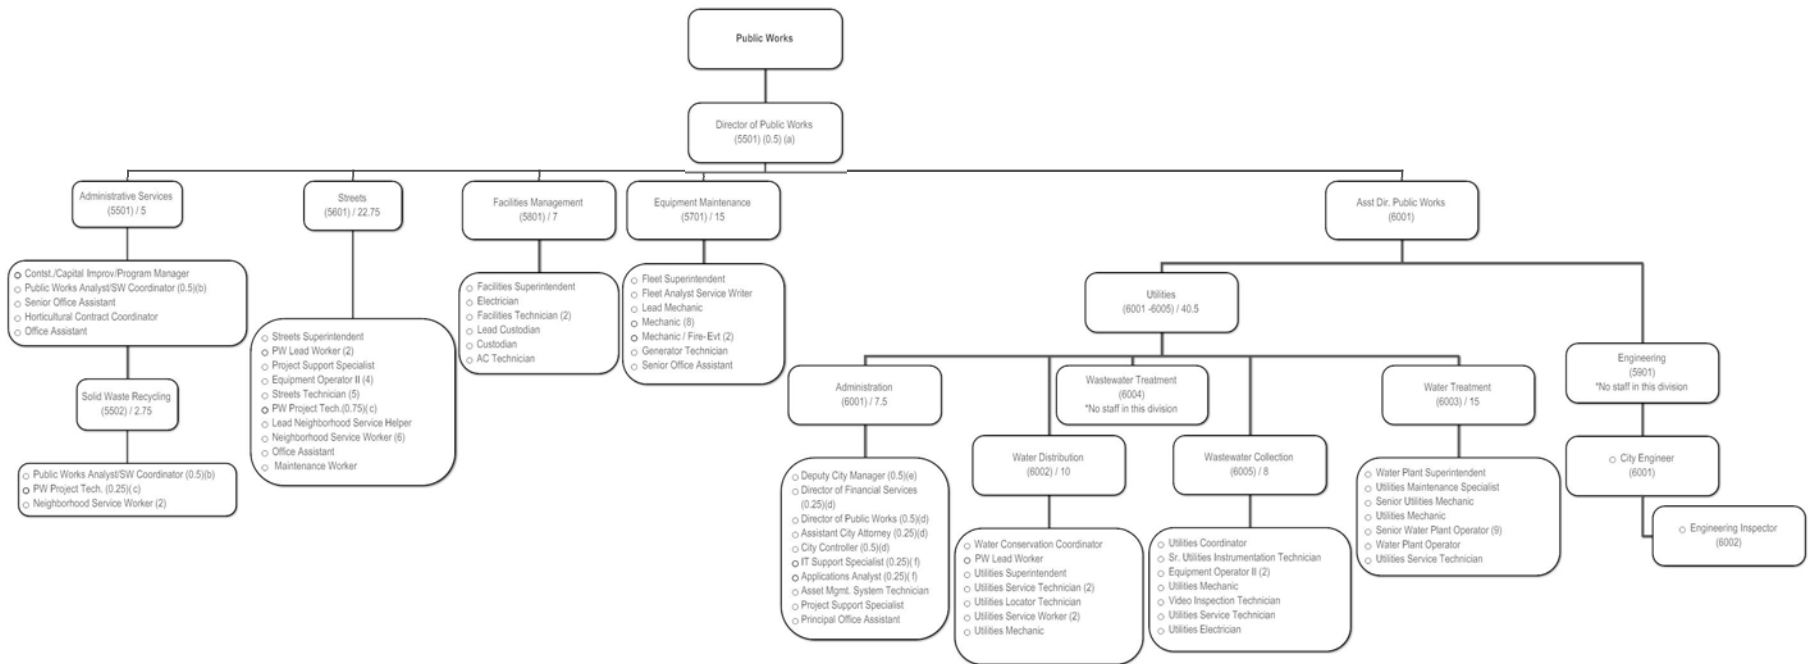 Public Works
Director of Public Works
(5501) (0.5) (a)
Administrative Services
(5501) / 5
Contst./Capital Improv/Program Manager
Public Works Analyst/SW Coordinator (0.5)(b)
Senior Office Assistant
Horticultural Contract Coordinator
Office Assistant
Solid Waste Recycling
(5502) / 2.75
Public Works Analyst/SW Coordinator (0.5)(b)
PW Project Tech. (0.25)( c)
Neighborhood Service Worker (2)
Streets
(5601) / 22.75
Streets Superintendent
PW Lead Worker (2)
Project Support Specialist
Equipment Operator II (4)
Streets Technician (5)
PW Project Tech.(0.75)( c)
Lead Neighborhood Service Helper
Neighborhood Service Worker (6)
Office Assistant
Maintenance Worker
Facilities Management
(5801) / 7
Facilities Superintendent
Electrician
Facilities Technician (2)
Lead Custodian
Custodian
AC Technician
Equipment Maintenance
(5701) / 15
Fleet Superintendent
Fleet Analyst Service Writer
Lead Mechanic
Mechanic (8)
Mechanic / Fire-Evt (2)
Generator Technician
Senior Office Assistant
Asst Dir. Public Works
(6001)
Utilities
(6001 -6005) / 40.5
Administration
(6001) / 7.5
Deputy City Manager (0.5)(e)
Director of Financial Services
(0.25)(d)
Director of Public Works (0.5)(d)
Assistant City Attorney (0.25)(d)
City Controller (0.5)(d)
IT Support Specialist (0.25)( f)
Applications Analyst (0.25)( f)
Asset Mgmt. System Technician
Project Support Specialist
Principal Office Assistant
Water Distribution
(6002) / 10
Water Conservation Coordinator
PW Lead Worker
Utilities Superintendent
Utilities Service Technician (2)
Utilities Locator Technician
Utilities Service Worker (2)
Utilities Mechanic
Wastewater Treatment
(6004)
*No staff in this division
Wastewater Collection
(6005) / 8
Utilities Coordinator
Sr. Utilities Instrumentation Technician
Equipment Operator II (2)
Utilities Mechanic
Video Inspection Technician
Utilities Service Technician
Utilities Electrician
Water Treatment
(6003) / 15
Water Plant Superintendent
Utilities Maintenance Specialist
Senior Utilities Mechanic
Utilities Mechanic
Senior Water Plant Operator (9)
Water Plant Operator
Utilities Service Technician
Engineering
(5901)
*No staff in this division
City Engineer
(6001)
Engineering Inspector
(6002)